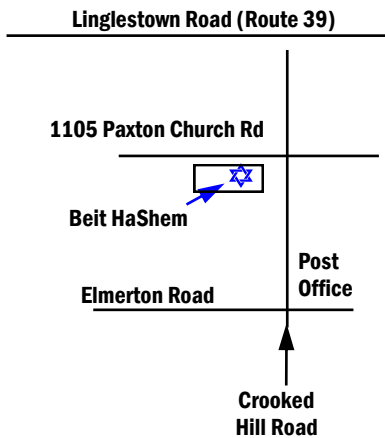 Linglestown Road (Route 39)
1105 Paxton Church Rd
Beit HaShem
Post
Office
Elmerton Road
Crooked
Hill Road